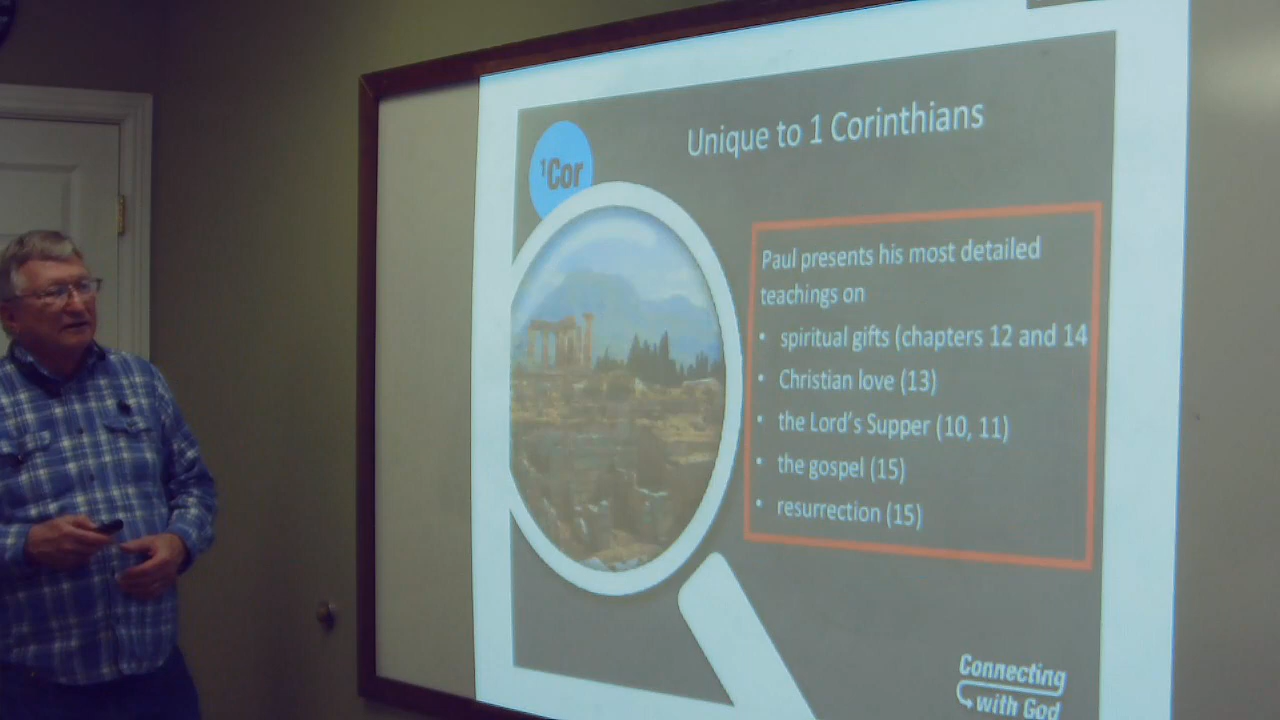 Unique to 1 Corinthians
1Cor
Paul presents his most detailed
teachings on
• spiritual gifts (chapters 12 and 14
• Christian love (13)
• the Lord's Supper (10, 11)
• the gospel (15)
• resurrection (15)
Connecting
with God